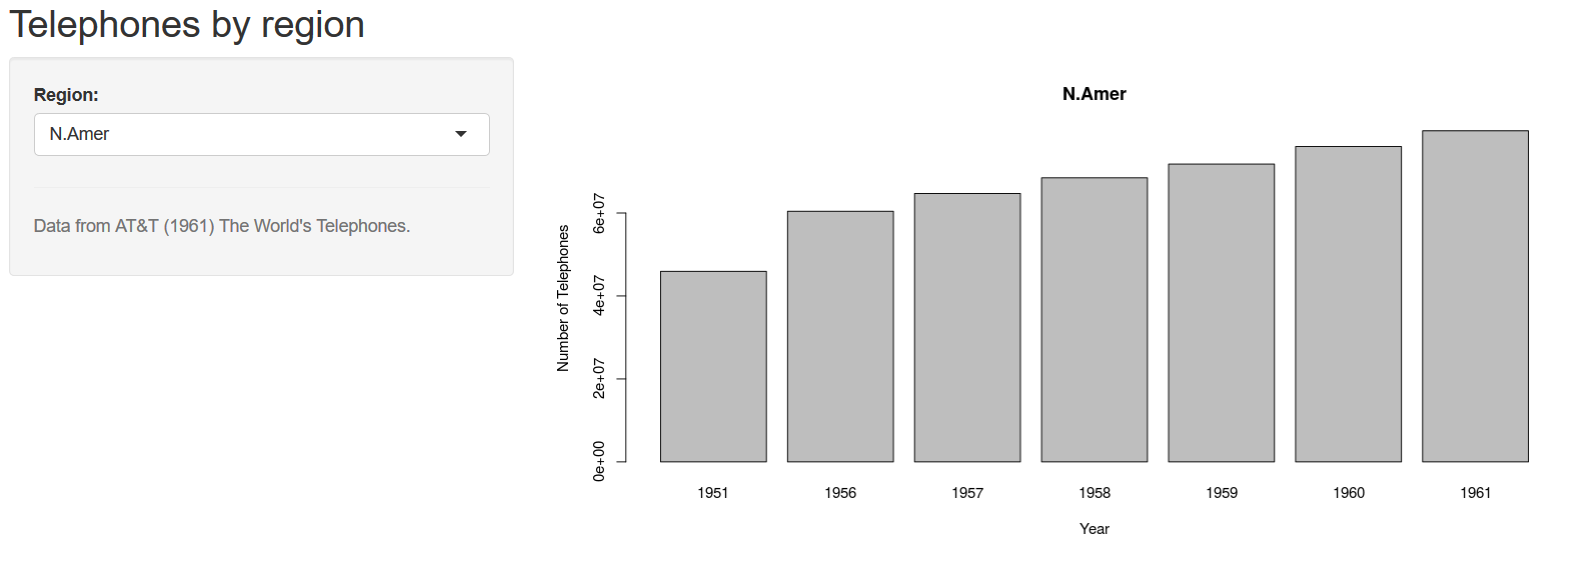 Telephones by region
Region:
N.Amer
Data from AT&T (1961) The World's Telephones.
N.Amer
Number of Telephones
6e+07
4e+07
2e+07
0e+00
1951 1956 1957 1958 1959 1960 1961
Year